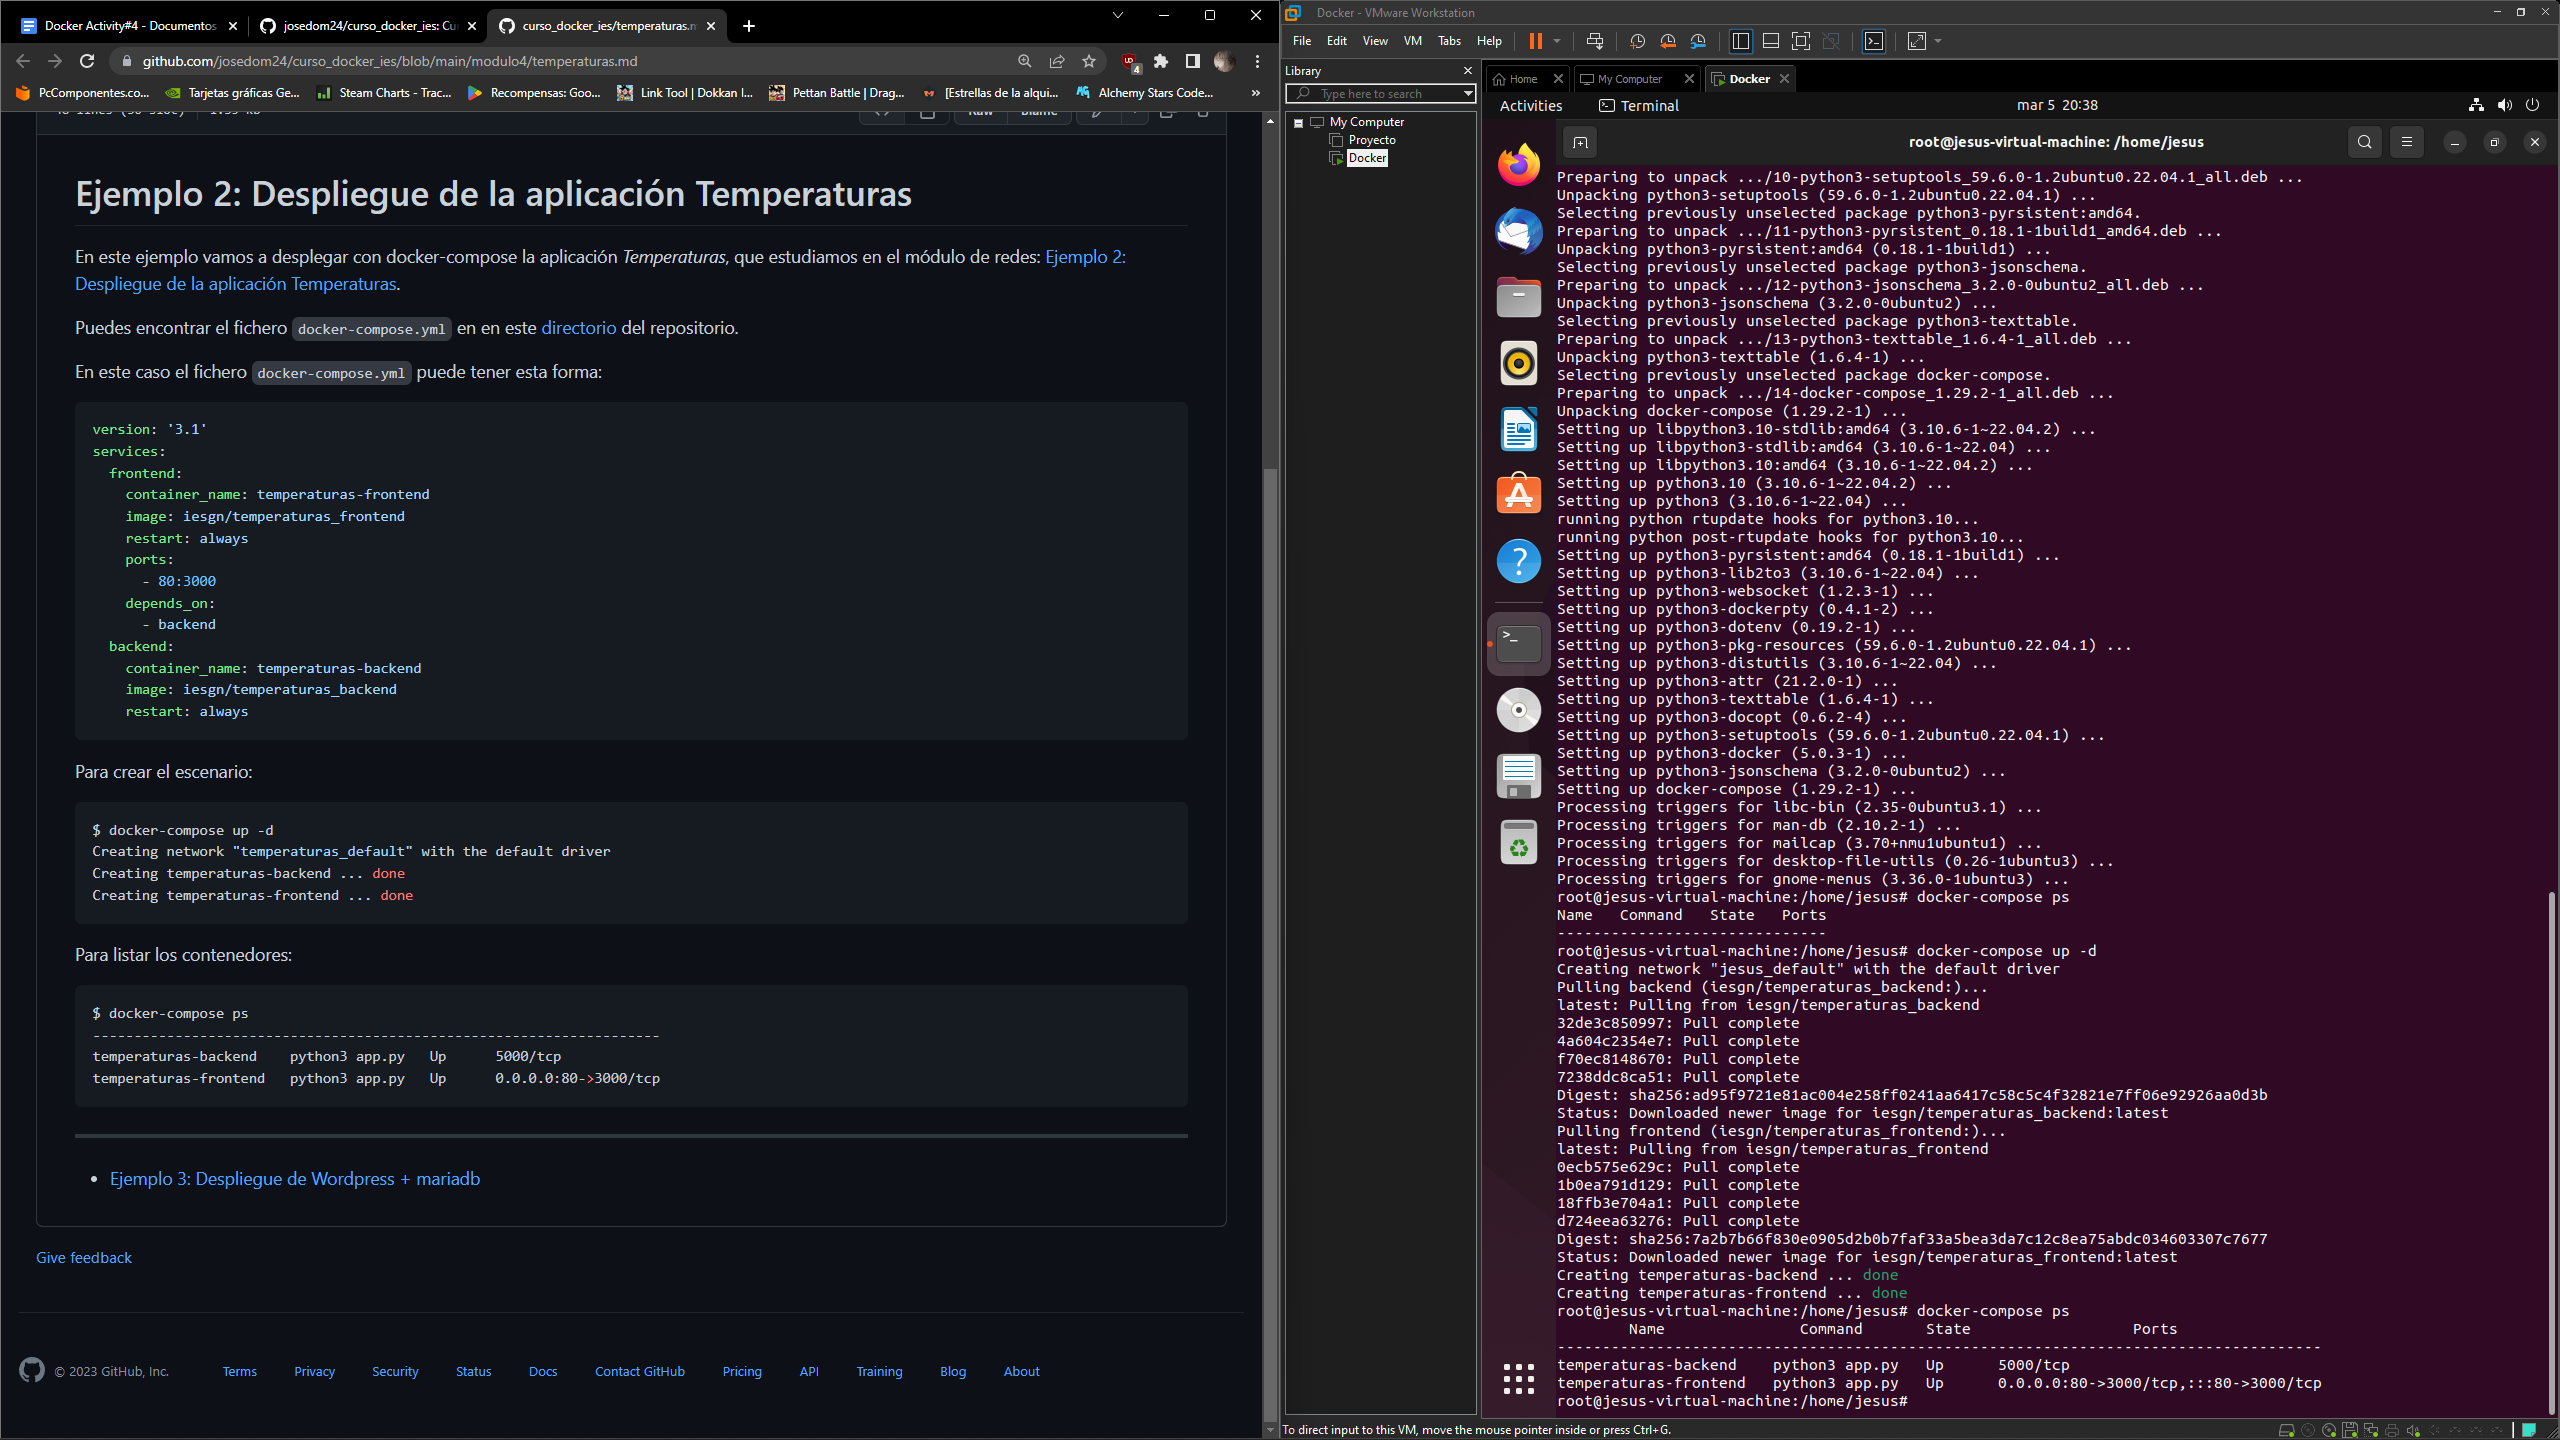 Docker Activity#4 - Documentos
josedom24/curso_docker_ies: Cu
curso_docker_ies/temperaturas.m
github.com/josedom24/curso_docker_ies/blob/main/modulo4/temperaturas.md
4
PcComponentes.co...
Tarjetas gráficas Ge...
Steam Charts - Trac...
Recompensas: Goo...
Link Tool | Dokkan I...
Pettan Battle | Drag...
[Estrellas de la alqui...
Alchemy Stars Code...
»
Ejemplo 2: Despliegue de la aplicación Temperaturas
En este ejemplo vamos a desplegar con docker-compose la aplicación Temperaturas, que estudiamos en el módulo de redes: Ejemplo 2:
Despliegue de la aplicación Temperaturas.
Puedes encontrar el fichero docker-compose.yml en en este directorio del repositorio.
En este caso el fichero docker-compose.yml puede tener esta forma:
version: '3.1'
services:
frontend:
container_name: temperaturas-frontend
image: iesgn/temperaturas_frontend
restart: always
ports:
- 80:3000
depends_on:
- backend
backend:
container_name: temperaturas-backend
image: iesgn/temperaturas_backend
restart: always
Para crear el escenario:
$ docker-compose up -d
Creating network "temperaturas_default" with the default driver
Creating temperaturas-backend ... done
Creating temperaturas-frontend ... done
Para listar los contenedores:
$ docker-compose ps
---------------------------------------------------------------------
temperaturas-backend python3 app.py Up 5000/tcp
temperaturas-frontend python3 app.py Up 0.0.0.0:80->3000/tcp
• Ejemplo 3: Despliegue de Wordpress + mariadb
Give feedback
© 2023 GitHub, Inc. Terms Privacy Security Status Docs Contact GitHub Pricing API Training Blog About
Docker - VMware Workstation
File Edit View VM Tabs Help
Library
Type here to search
My Computer
Proyecto
Docker
Home
My Computer
Docker
Activities Terminal mar 5 20:38
root@jesus-virtual-machine: /home/jesus
Preparing to unpack .../10-python3-setuptools_59.6.0-1.2ubuntu0.22.04.1_all.deb ...
Unpacking python3-setuptools (59.6.0-1.2ubuntu0.22.04.1) ...
Selecting previously unselected package python3-pyrsistent:amd64.
Preparing to unpack .../11-python3-pyrsistent_0.18.1-1build1_amd64.deb ...
Unpacking python3-pyrsistent:amd64 (0.18.1-1build1) ...
Selecting previously unselected package python3-jsonschema.
Preparing to unpack .../12-python3-jsonschema_3.2.0-0ubuntu2_all.deb ...
Unpacking python3-jsonschema (3.2.0-0ubuntu2) ...
Selecting previously unselected package python3-texttable.
Preparing to unpack .../13-python3-texttable_1.6.4-1_all.deb ...
Unpacking python3-texttable (1.6.4-1) ...
Selecting previously unselected package docker-compose.
Preparing to unpack .../14-docker-compose_1.29.2-1_all.deb ...
Unpacking docker-compose (1.29.2-1) ...
Setting up libpython3.10-stdlib:amd64 (3.10.6-1~22.04.2) ...
Setting up libpython3-stdlib:amd64 (3.10.6-1~22.04) ...
Setting up libpython3.10:amd64 (3.10.6-1~22.04.2) ...
Setting up python3.10 (3.10.6-1~22.04.2) ...
Setting up python3 (3.10.6-1~22.04) ...
running python rtupdate hooks for python3.10...
running python post-rtupdate hooks for python3.10...
Setting up python3-pyrsistent:amd64 (0.18.1-1build1) ...
Setting up python3-lib2to3 (3.10.6-1~22.04) ...
Setting up python3-websocket (1.2.3-1) ...
Setting up python3-dockerpty (0.4.1-2) ...
Setting up python3-dotenv (0.19.2-1) ...
Setting up python3-pkg-resources (59.6.0-1.2ubuntu0.22.04.1) ...
Setting up python3-distutils (3.10.6-1~22.04) ...
Setting up python3-attr (21.2.0-1) ...
Setting up python3-texttable (1.6.4-1) ...
Setting up python3-docopt (0.6.2-4) ...
Setting up python3-setuptools (59.6.0-1.2ubuntu0.22.04.1) ...
Setting up python3-docker (5.0.3-1) ...
Setting up python3-jsonschema (3.2.0-0ubuntu2) ...
Setting up docker-compose (1.29.2-1) ...
Processing triggers for libc-bin (2.35-0ubuntu3.1) ...
Processing triggers for man-db (2.10.2-1) ...
Processing triggers for mailcap (3.70+nmu1ubuntu1) ...
Processing triggers for desktop-file-utils (0.26-1ubuntu3) ...
Processing triggers for gnome-menus (3.36.0-1ubuntu3) ...
root@jesus-virtual-machine:/home/jesus# docker-compose ps
Name Command State Ports
------------------------------
root@jesus-virtual-machine:/home/jesus# docker-compose up -d
Creating network "jesus_default" with the default driver
Pulling backend (iesgn/temperaturas_backend:)...
latest: Pulling from iesgn/temperaturas_backend
32de3c850997: Pull complete
4a604c2354e7: Pull complete
f70ec8148670: Pull complete
7238ddc8ca51: Pull complete
Digest: sha256:ad95f9721e81ac004e258ff0241aa6417c58c5c4f32821e7ff06e92926aa0d3b
Status: Downloaded newer image for iesgn/temperaturas_backend:latest
Pulling frontend (iesgn/temperaturas_frontend:)...
latest: Pulling from iesgn/temperaturas_frontend
0ecb575e629c: Pull complete
1b0ea791d129: Pull complete
18ffb3e704a1: Pull complete
d724eea63276: Pull complete
Digest: sha256:7a2b7b66f830e0905d2b0b7faf33a5bea3da7c12c8ea75abdc034603307c7677
Status: Downloaded newer image for iesgn/temperaturas_frontend:latest
Creating temperaturas-backend ... done
Creating temperaturas-frontend ... done
root@jesus-virtual-machine:/home/jesus# docker-compose ps
Name Command State Ports
-------------------------------------------------------------------------------------
temperaturas-backend python3 app.py Up 5000/tcp
temperaturas-frontend python3 app.py Up 0.0.0.0:80->3000/tcp,:::80->3000/tcp
root@jesus-virtual-machine:/home/jesus#
To direct input to this VM, move the mouse pointer inside or press Ctrl+G.